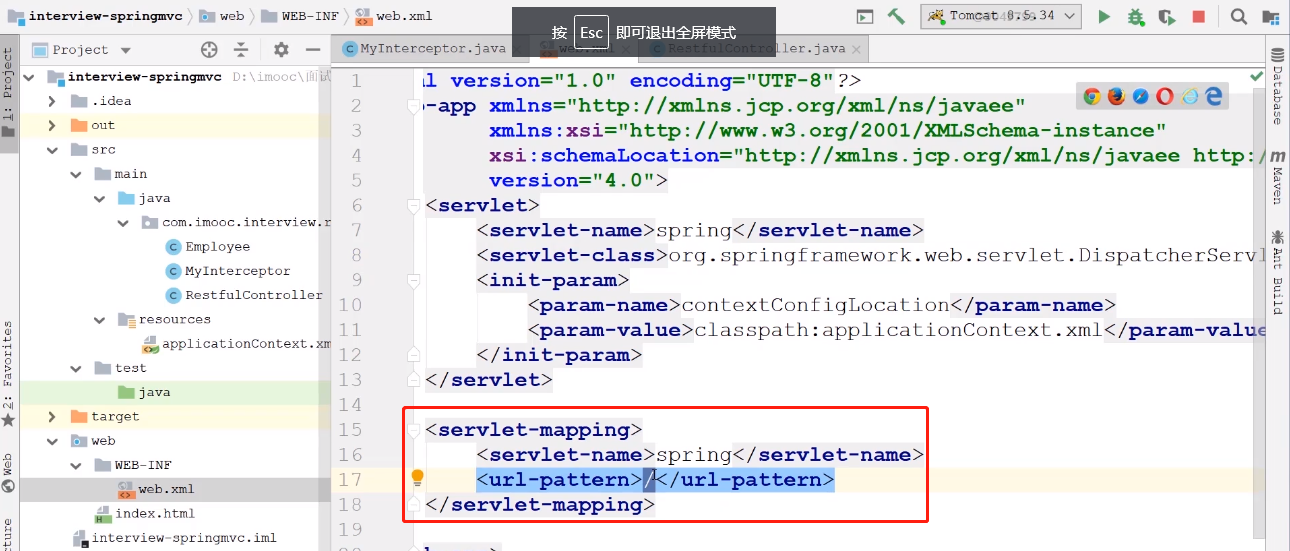 interview-springmvc
web
WEB-INF
web.xml
按 Esc 即可退出全屏模式
Tomcat 8.5.34
Project
MyInterceptor.java
web.xml
RestfulController.java
1: Project
2: Favorites
Web
cture
Database
Maven
Ant Build
interview-springmvc D:\imooc\面试
.idea
out
src
main
java
com.imooc.interview.r
Employee
MyInterceptor
RestfulController
resources
applicationContext.xm
test
java
target
web
WEB-INF
web.xml
index.html
interview-springmvc.iml
1 l version="1.0" encoding="UTF-8"?>
2 -app xmlns="http://xmlns.jcp.org/xml/ns/javaee"
3 xmlns:xsi="http://www.w3.org/2001/XMLSchema-instance"
4 xsi:schemaLocation="http://xmlns.jcp.org/xml/ns/javaee http:/
5 version="4.0">
6 <servlet>
7 <servlet-name>spring</servlet-name>
8 <servlet-class>org.springframework.web.servlet.DispatcherServl
9 <init-param>
10 <param-name>contextConfigLocation</param-name>
11 <param-value>classpath:applicationContext.xml</param-value
12 </init-param>
13 </servlet>
14
15 <servlet-mapping>
16 <servlet-name>spring</servlet-name>
17 <url-pattern>/</url-pattern>
18 </servlet-mapping>
19